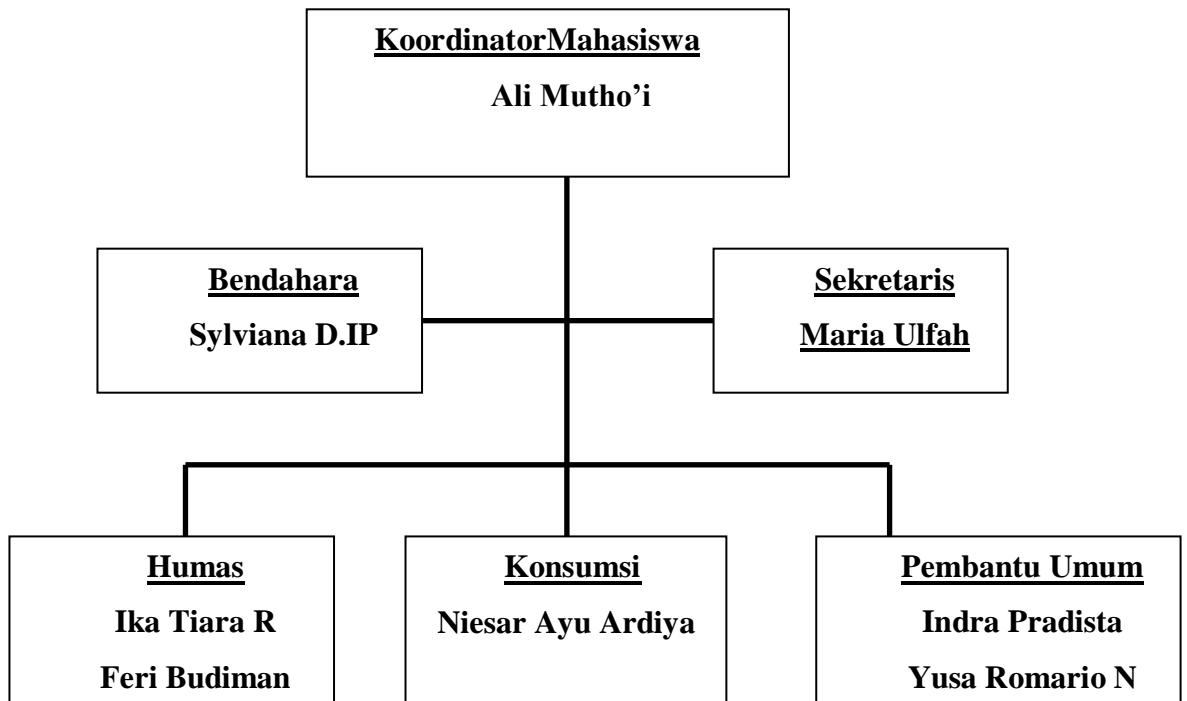 KoordinatorMahasiswa
Ali Mutho’i
Bendahara
Sylviana D.IP
Sekretaris
Maria Ulfah
Humas
Ika Tiara R
Feri Budiman
Konsumsi
Niesar Ayu Ardiya
Pembantu Umum
Indra Pradista
Yusa Romario N